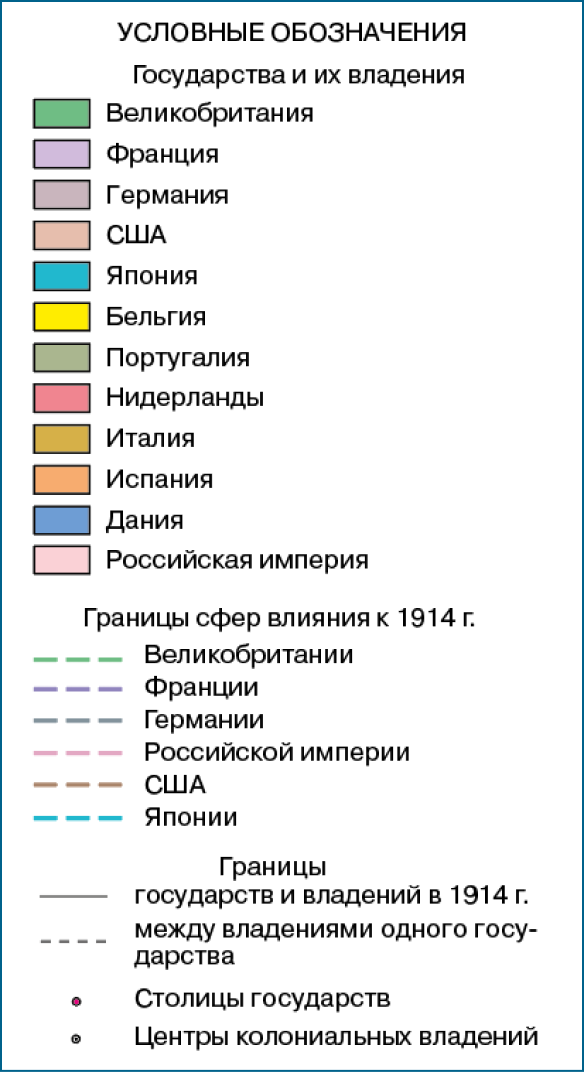 УСЛОВНЫЕ ОБОЗНАЧЕНИЯ
Государства и их владения
Великобритания
Франция
Германия
США
Япония
Бельгия
Португалия
Нидерланды
Италия
Испания
Дания
Российская империя
Границы сфер влияния к 1914 г.
Великобритании
Франции
Германии
Российской империи
США
Японии
Границы
государств и владений в 1914 г.
между владениями одного госу-
дарства
Столицы государств
Центры колониальных владений